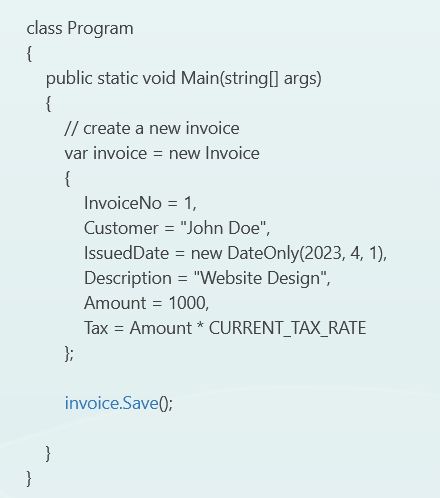 class Program
{
public static void Main(string[] args)
{
// create a new invoice
var invoice = new Invoice
{
InvoiceNo = 1,
Customer = "John Doe",
IssuedDate = new DateOnly(2023, 4, 1),
Description = "Website Design",
Amount = 1000,
Tax = Amount * CURRENT_TAX_RATE
};
invoice.Save();
}
}